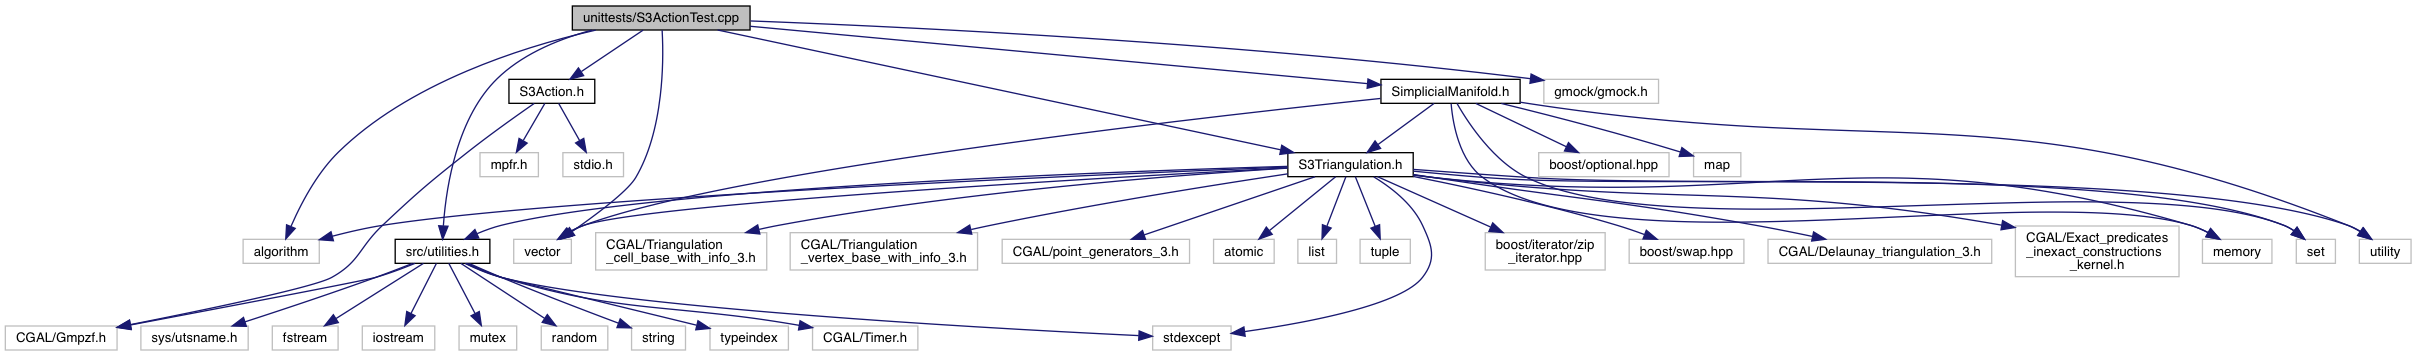 unittests/S3ActionTest.cpp
S3Action.h
SimplicialManifold.h
gmock/gmock.h
mpfr.h
stdio.h
S3Triangulation.h
boost/optional.hpp
map
algorithm
src/utilities.h
vector
CGAL/Triangulation
_cell_base_with_info_3.h
CGAL/Triangulation
_vertex_base_with_info_3.h
CGAL/point_generators_3.h
atomic
list
tuple
boost/iterator/zip
_iterator.hpp
boost/swap.hpp
CGAL/Delaunay_triangulation_3.h
CGAL/Exact_predicates
_inexact_constructions
_kernel.h
memory
set
utility
CGAL/Gmpzf.h
sys/utsname.h
fstream
iostream
mutex
random
string
typeindex
CGAL/Timer.h
stdexcept